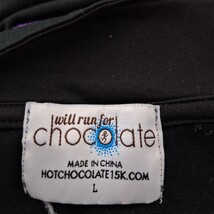 will run for
chocolate
MADE IN CHINA
HOTCHOCOLATE15K.COM
L